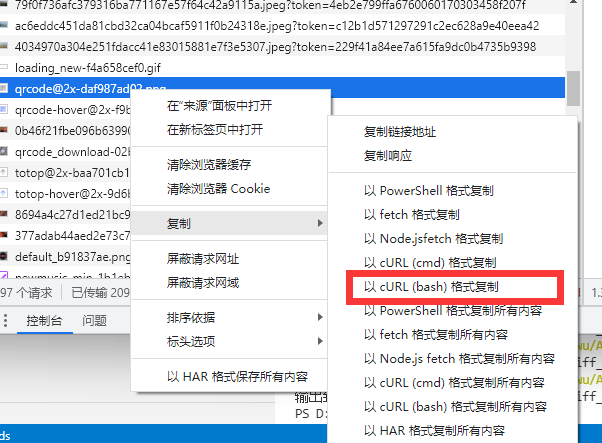 79f0f736afc379316ba771167e57f64c42a9115a.jpeg?token=4eb2e799ffa6760060170303458f207f
ac6eddc451da81cbd32ca04bcaf5911f0b24318e.jpeg?token=c12b1d571297291c2ec628a9e40eea42
4034970a304e251fdacc41e83015881e7f3e5307.jpeg?token=229f41a84ee7a615fa9dc0b4735b9398
loading_new-f4a658cef0.gif
qrcode@2x-daf987ad02.png
qrcode-hover@2x-f9b
0b46f21fbe096b63990
qrcode_download-02b
totop@2x-baa701cb1
totop-hover@2x-9d6b
8694a4c27d1ed21bc9
377adab44aed2e73c7
default_b91837ae.png
newmusic_min_1b1eb
在"来源"面板中打开
在新标签页中打开
清除浏览器缓存
清除浏览器 Cookie
复制
屏蔽请求网址
屏蔽请求网域
排序依据
标头选项
以 HAR 格式保存所有内容
复制链接地址
复制响应
以 PowerShell 格式复制
以 fetch 格式复制
以 Node.jsfetch 格式复制
以 cURL (cmd) 格式复制
以 cURL (bash) 格式复制
以 PowerShell 格式复制所有内容
以 fetch 格式复制所有内容
以 Node.js fetch 格式复制所有内容
以 cURL (cmd) 格式复制所有内容
以 cURL (bash) 格式复制所有内容
以 HAR 格式复制所有内容
297 个请求
已传输 209
控制台
问题
PS D: